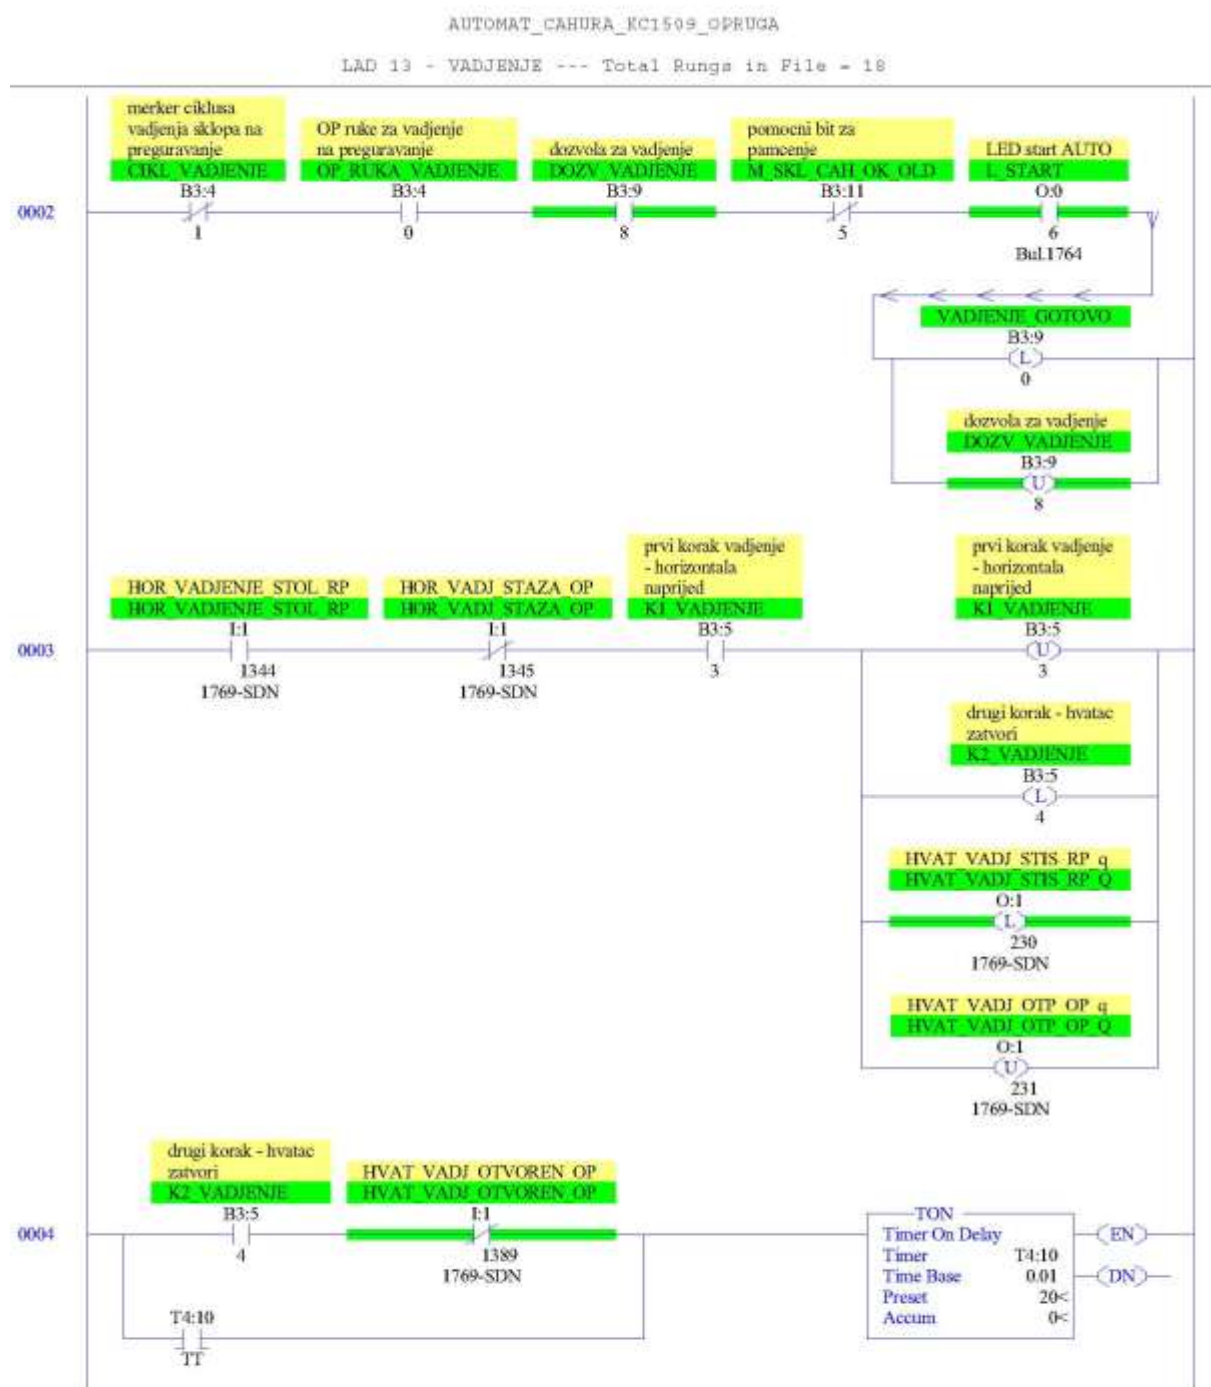 AUTOMAT_CAHURA_KC1509_OPRUGA
LAD 13 - VADJENJE --- Total Rungs in File = 18
merker ciklusa
vadjenja sklopa na
preguravanje
CIKL_VADJENJE
B3:4
1
OP ruke za vadjenje
na preguravanje
OP_RUKA_VADJENJE
B3:4
0
dozvola za vadjenje
DOZV_VADJENJE
B3:9
8
pomocni bit za
pamcenje
M_SKL_CAH_OK_OLD
B3:11
5
LED start AUTO
L_START
O:0
6
Bul.1764
0002
VADJENJE_GOTOVO
B3:9
L
0
dozvola za vadjenje
DOZV_VADJENJE
B3:9
U
8
0003
HOR_VADJENJE_STOL_RP
HOR_VADJENJE_STOL_RP
I:1
1344
1769-SDN
HOR_VADJ_STAZA_OP
HOR_VADJ_STAZA_OP
I:1
1345
1769-SDN
prvi korak vadjenje
- horizontala
naprijed
K1_VADJENJE
B3:5
3
prvi korak vadjenje
- horizontala
naprijed
K1_VADJENJE
B3:5
U
3
drugi korak - hvatac
zatvori
K2_VADJENJE
B3:5
L
4
HVAT_VADJ_STIS_RP_q
HVAT_VADJ_STIS_RP_Q
O:1
L
230
1769-SDN
HVAT_VADJ_OTP_OP_q
HVAT_VADJ_OTP_OP_Q
O:1
U
231
1769-SDN
0004
drugi korak - hvatac
zatvori
K2_VADJENJE
B3:5
4
HVAT_VADJ_OTVOREN_OP
HVAT_VADJ_OTVOREN_OP
I:1
1389
1769-SDN
T4:10
TT
TON
Timer On Delay
Timer T4:10
Time Base 0.01
Preset 20<
Accum 0<
EN
DN